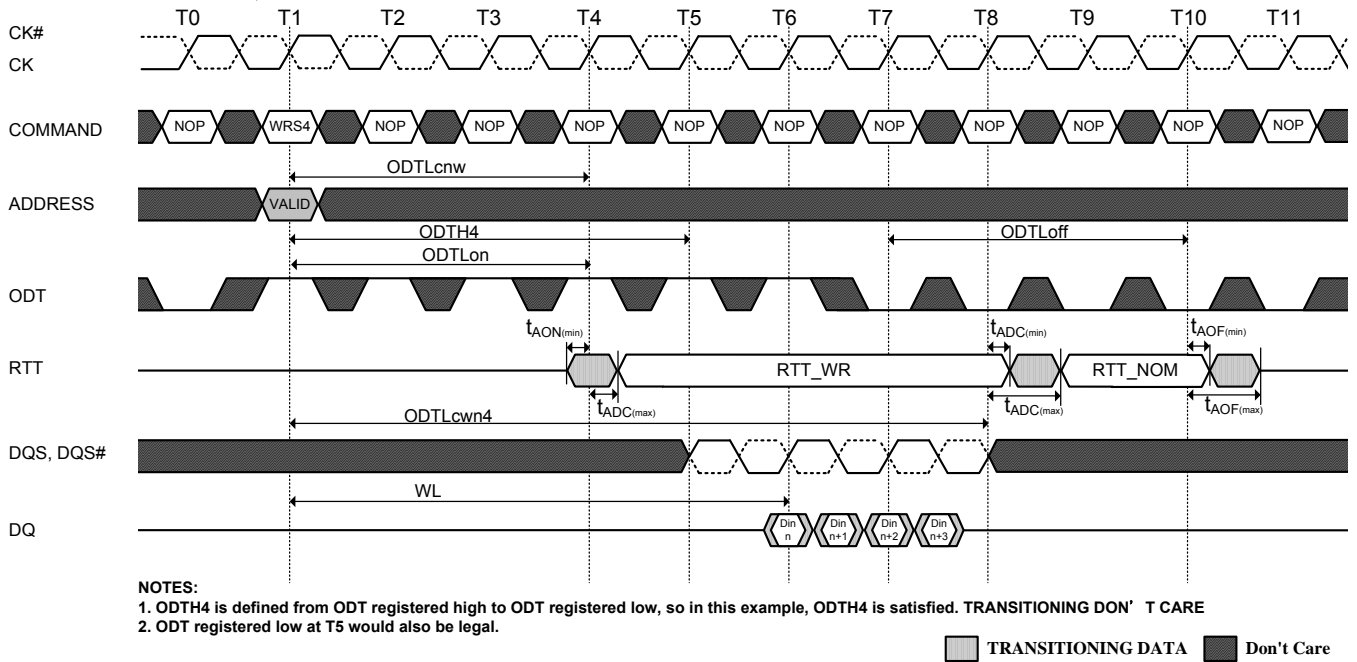 T0 T1 T2 T3 T4 T5 T6 T7 T8 T9 T10 T11
CK#
CK
COMMAND NOP WRS4 NOP NOP NOP NOP NOP NOP NOP NOP NOP NOP
ODTLcnw
ADDRESS VALID
ODTH4 ODTLoff
ODTLon
ODT
tAON(min) tADC(min) tAOF(min)
RTT RTT_WR RTT_NOM
tADC(max) tADC(max) tAOF(max)
ODTLcwn4
DQS, DQS#
WL
DQ Din n Din n+1 Din n+2 Din n+3
NOTES:
1. ODTH4 is defined from ODT registered high to ODT registered low, so in this example, ODTH4 is satisfied. TRANSITIONING DON’ T CARE
2. ODT registered low at T5 would also be legal.
TRANSITIONING DATA Don't Care